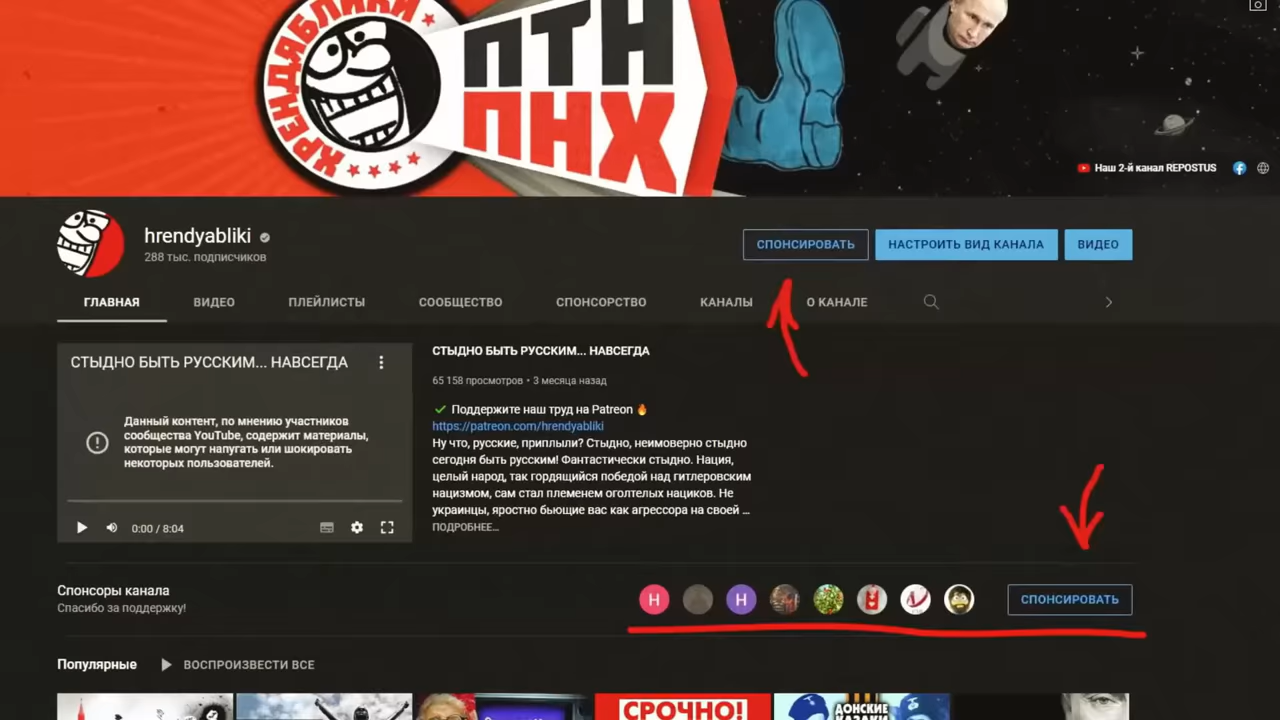 ХРЕНДЯБЛИКИ
ПТН
ПНХ
Наш 2-й канал REPOSTUS
hrendyabliki
288 тыс. подписчиков
СПОНСИРОВАТЬ
НАСТРОИТЬ ВИД КАНАЛА
ВИДЕО
ГЛАВНАЯ
ВИДЕО
ПЛЕЙЛИСТЫ
СООБЩЕСТВО
СПОНСОРСТВО
КАНАЛЫ
О КАНАЛЕ
СТЫДНО БЫТЬ РУССКИМ... НАВСЕГДА
Данный контент, по мнению участников
сообщества YouTube, содержит материалы,
которые могут напугать или шокировать
некоторых пользователей.
0:00 / 8:04
СТЫДНО БЫТЬ РУССКИМ... НАВСЕГДА
65 158 просмотров • 3 месяца назад
Поддержите наш труд на Patreon
https://patreon.com/hrendyabliki
Ну что, русские, приплыли? Стыдно, неимоверно стыдно
сегодня быть русским! Фантастически стыдно. Нация,
целый народ, так гордящийся победой над гитлеровским
нацизмом, сам стал племенем оголтелых нациков. Не
украинцы, яростно бьющие вас как агрессора на своей ...
ПОДРОБНЕЕ...
Спонсоры канала
Спасибо за поддержку!
Н
Н
СПОНСИРОВАТЬ
Популярные
ВОСПРОИЗВЕСТИ ВСЕ
СРОЧНО!
ДОНСКИЕ
КАЗАКИ